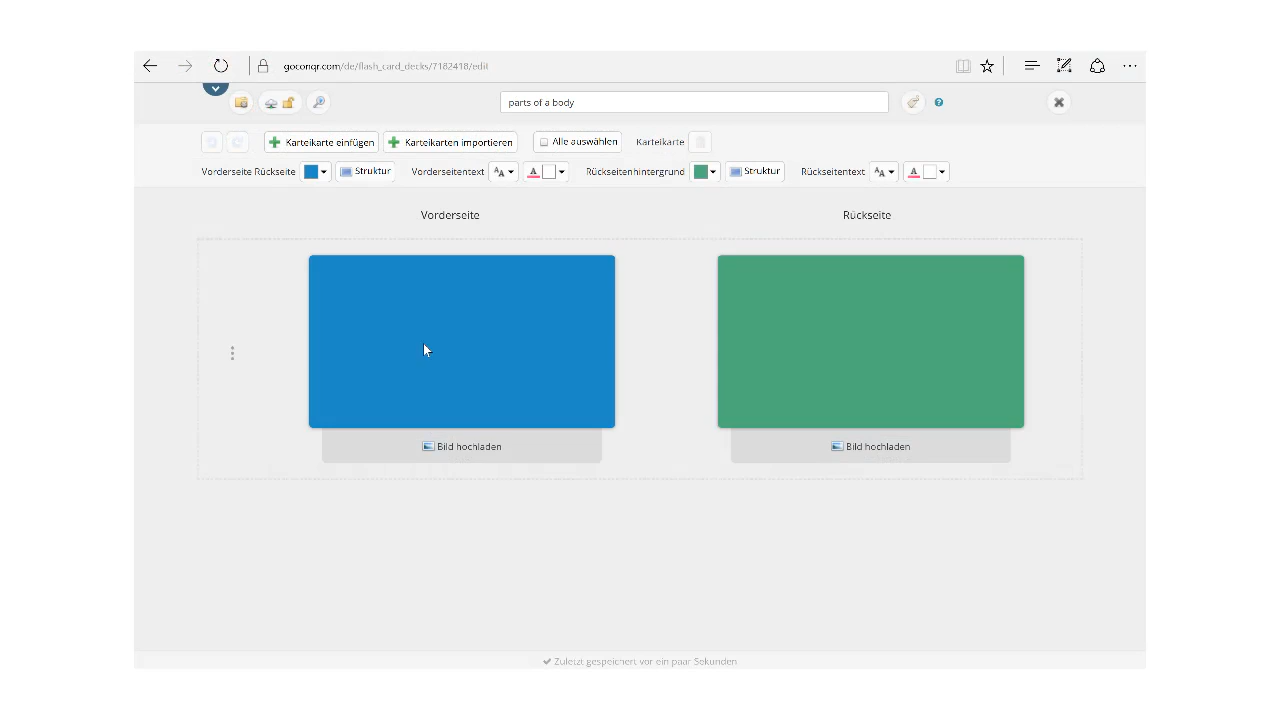 goconqr.com/de/flash_card_decks/7182418/edit
parts of a body
Karteikarte einfügen Karteikarten importieren Alle auswählen Karteikarte
Vorderseite Rückseite Struktur Vorderseitentext Rückseitenhintergrund Struktur Rückseitentext
Vorderseite Rückseite
Bild hochladen Bild hochladen
Zuletzt gespeichert vor ein paar Sekunden